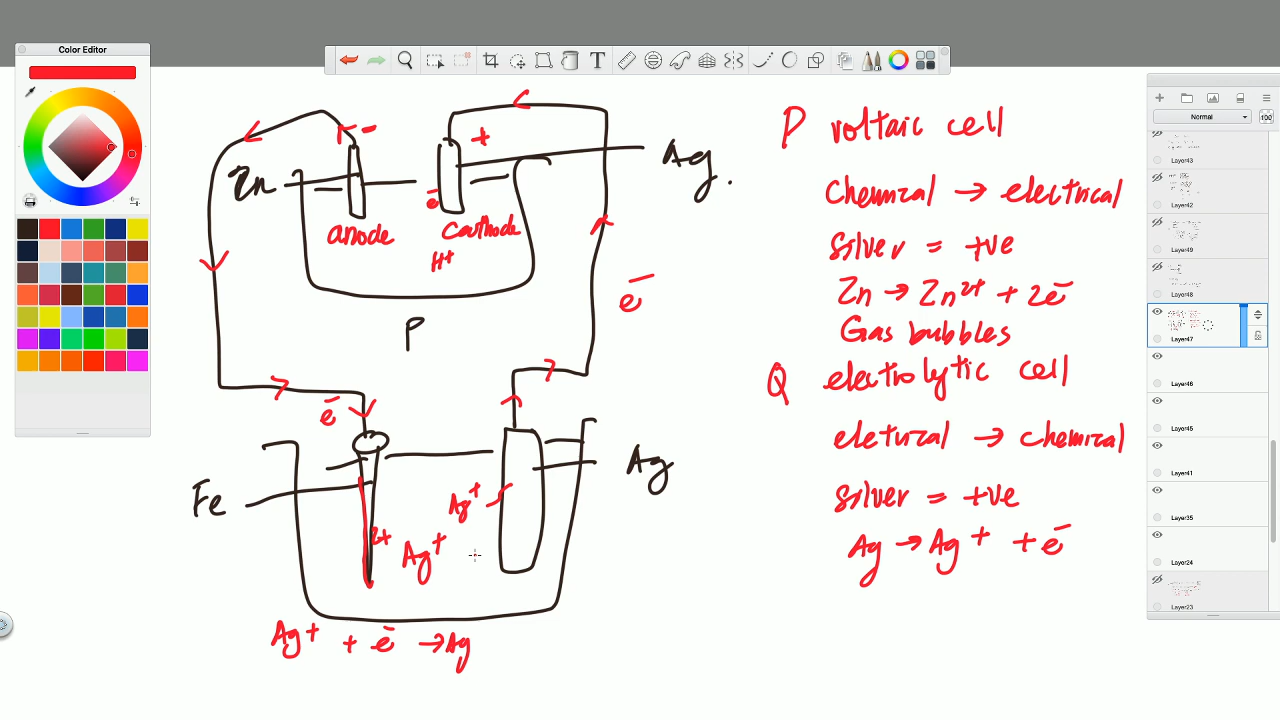 Color Editor
T
Normal
100
Layer43
Layer42
Layer49
Layer48
Layer47
Layer46
Layer45
Layer41
Layer35
Layer24
Layer23
-
+
Zn
Ag.
anode
Cathode
H+
e-
P
e-
Fe
Ag
Ag+
Ag+
Ag+ + e- → Ag
P voltaic cell
Chemical → electrical
silver = +ve
Zn → Zn2+ + 2e-
Gas bubbles
Q electrolytic cell
eletrical → chemical
silver = +ve
Ag → Ag+ + e-